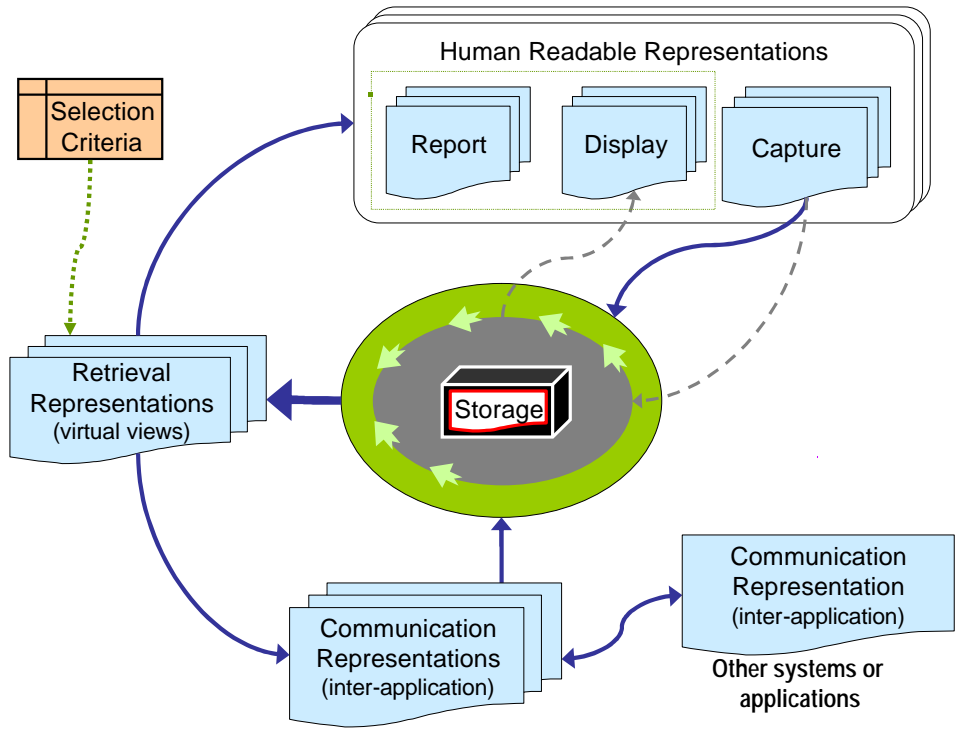 Human Readable Representations
Selection
Criteria
Report
Display
Capture
Retrieval
Representations
(virtual views)
Storage
Communication
Representations
(inter-application)
Communication
Representation
(inter-application)
Other systems or
applications